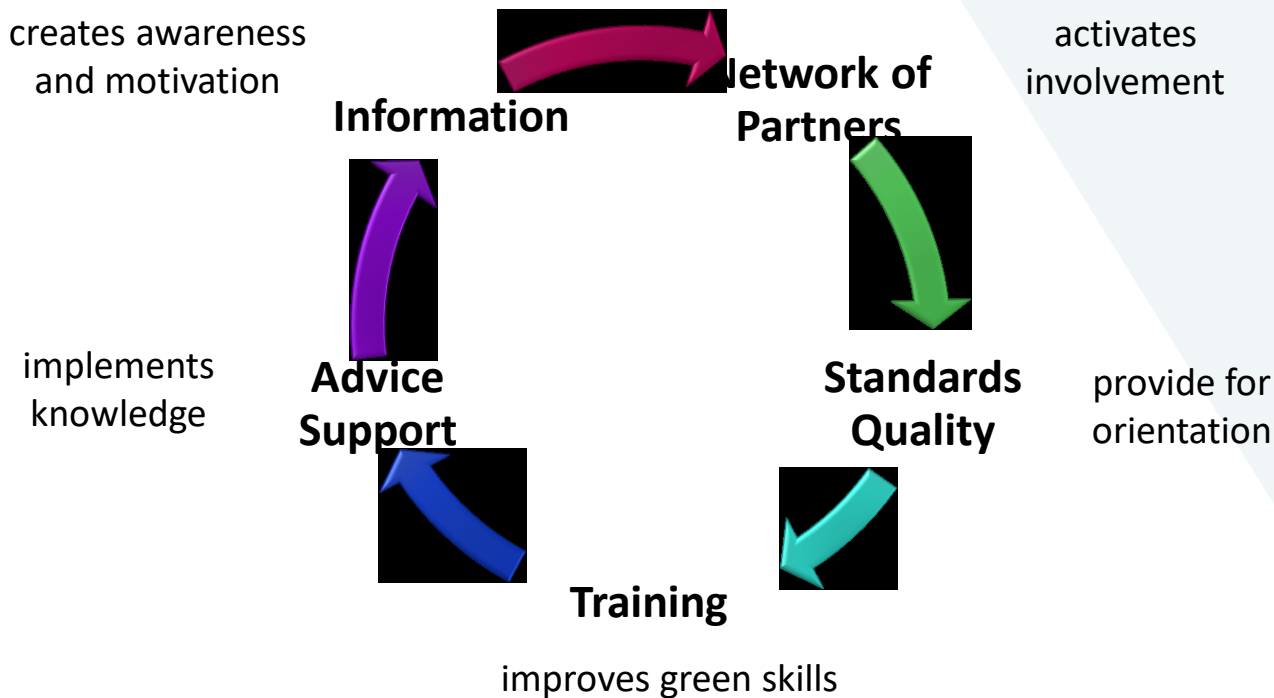 creates awareness
and motivation
Information
Network of
Partners
activates
involvement
implements
knowledge
Advice
Support
Standards
Quality
provide for
orientation
Training
improves green skills